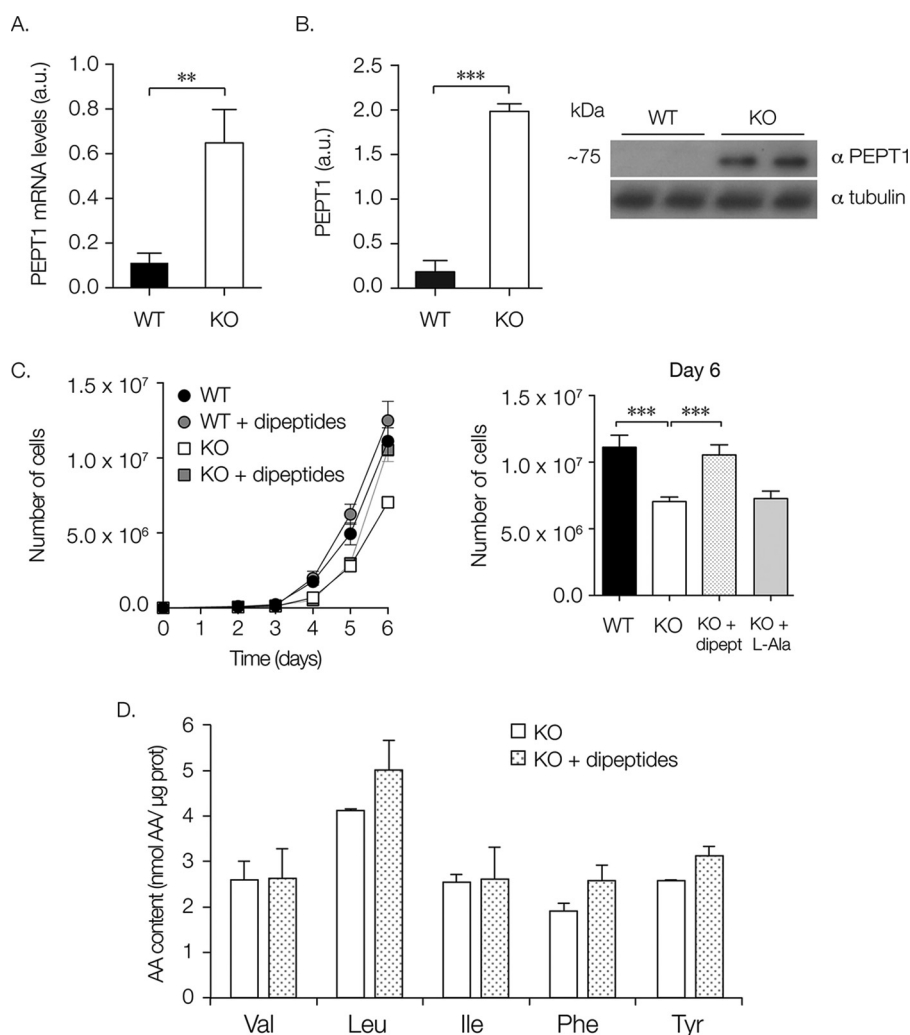 A.
PEPT1 mRNA levels (a.u.)
0.8
0.6
0.4
0.2
0.0
**
WT
KO
B.
PEPT1 (a.u.)
2.5
2.0
1.5
1.0
0.5
0.0
***
WT
KO
kDa
WT
KO
~75
α PEPT1
α tubulin
C.
Number of cells
1.5 x 10⁷
1.0 x 10⁷
5.0 x 10⁶
0.0
WT
WT + dipeptides
KO
KO + dipeptides
0 1 2 3 4 5 6
Time (days)
Day 6
Number of cells
1.5 x 10⁷
1.0 x 10⁷
5.0 x 10⁶
0.0
*** ***
WT
KO
KO +
dipept
KO +
L-Ala
D.
AA content (nmol AA/ µg prot)
6
5
4
3
2
1
0
KO
KO + dipeptides
Val Leu Ile Phe Tyr